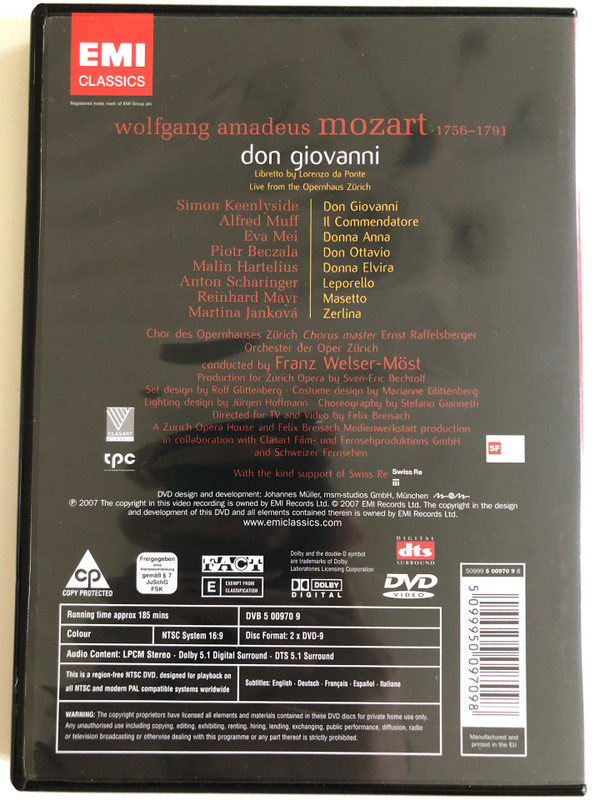 EMI
CLASSICS
Registered trade mark of EMI Group plc
wolfgang amadeus mozart 1756–1791
don giovanni
Libretto by Lorenzo da Ponte
Live from the Opernhaus Zürich
Simon Keenlyside Don Giovanni
Alfred Muff Il Commendatore
Eva Mei Donna Anna
Piotr Beczala Don Ottavio
Malin Hartelius Donna Elvira
Anton Scharinger Leporello
Reinhard Mayr Masetto
Martina Janková Zerlina
Chor des Opernhauses Zürich Chorus master Ernst Raffelsberger
Orchester der Oper Zürich
conducted by Franz Welser-Möst
Production for Zurich Opera by Sven-Eric Bechtolf
Set design by Rolf Glittenberg · Costume design by Marianne Glittenberg
Lighting design by Jürgen Hoffmann · Choreography by Stefano Giannetti
Directed for TV and Video by Felix Breisach
A Zurich Opera House and Felix Breisach Medienwerkstatt production
in collaboration with Clasart Film- und Fernsehproduktions GmbH
and Schweizer Fernsehen
CLASART
CLASSIC
tpc
SF
With the kind support of Swiss Re Swiss Re
DVD design and development: Johannes Müller, msm-studios GmbH, München msm
℗ 2007 The copyright in this video recording is owned by EMI Records Ltd. © 2007 EMI Records Ltd. The copyright in the design
and development of this DVD and all elements contained therein is owned by EMI Records Ltd.
www.emiclassics.com
CP
COPY PROTECTED
Freigegeben
ohne
Altersbeschränkung
gemäß § 7
JuSchG
FSK
FACT
E EXEMPT FROM CLASSIFICATION
Dolby and the double-D symbol
are trademarks of Dolby
Laboratories Licensing Corporation
DOLBY
DIGITAL
DIGITAL
dts
SURROUND
DVD
VIDEO
50999 5 00970 9 8
5 099950 097098
Manufactured and
printed in the EU
Running time approx 185 mins DVB 5 00970 9
Colour NTSC System 16:9 Disc Format: 2 x DVD-9
Audio Content: LPCM Stereo · Dolby 5.1 Digital Surround · DTS 5.1 Surround
This is a region-free NTSC DVD, designed for playback on
all NTSC and modern PAL compatible systems worldwide
Subtitles: English · Deutsch · Français · Español · Italiano
WARNING: The copyright proprietors have licensed all elements and materials contained in these DVD discs for private home use only.
Any unauthorised use including copying, editing, exhibiting, renting, hiring, lending, exchanging, public performance, diffusion, radio
or television broadcasting or otherwise dealing with this programme or any part thereof is strictly prohibited.